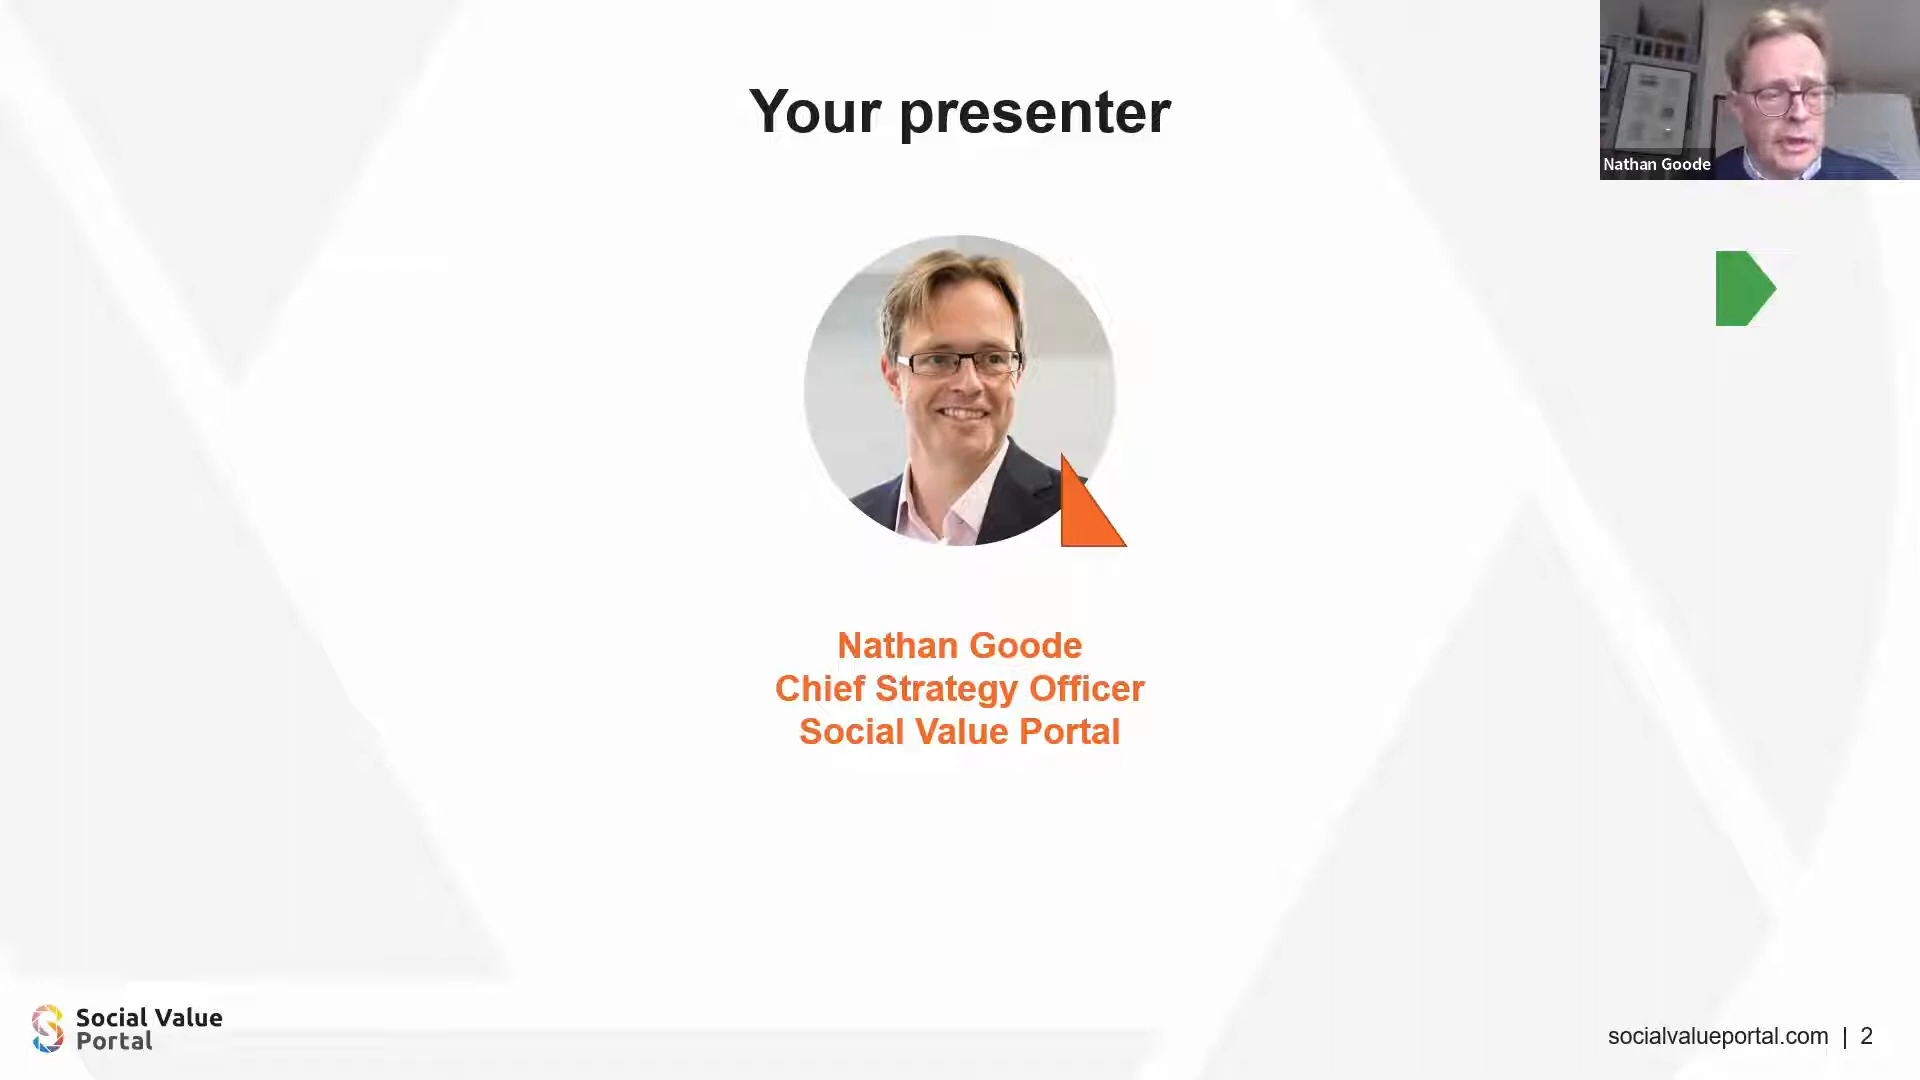 Your presenter
Nathan Goode
Nathan Goode
Chief Strategy Officer
Social Value Portal
Social Value
Portal
socialvalueportal.com | 2